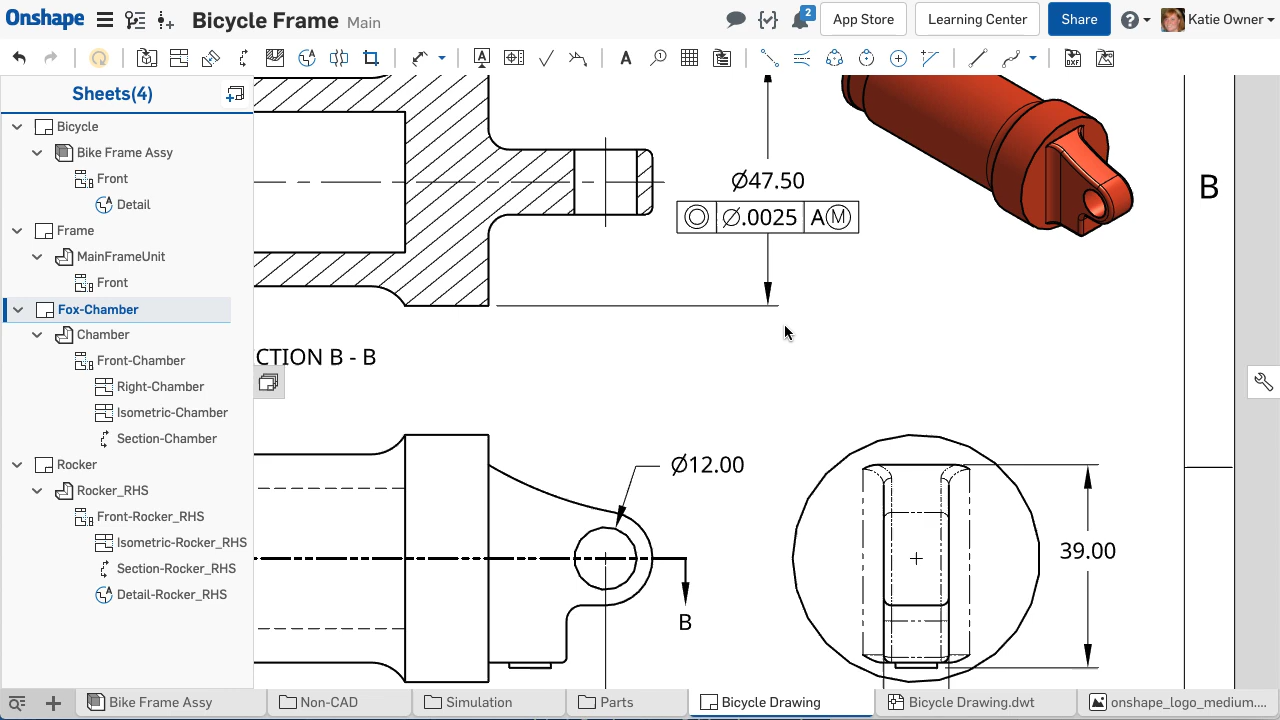 Onshape Bicycle Frame Main 2 App Store Learning Center Share Katie Owner
Sheets(4)
Bicycle
Bike Frame Assy
Front
Detail
Frame
MainFrameUnit
Front
Fox-Chamber
Chamber
Front-Chamber
Right-Chamber
Isometric-Chamber
Section-Chamber
Rocker
Rocker_RHS
Front-Rocker_RHS
Isometric-Rocker_RHS
Section-Rocker_RHS
Detail-Rocker_RHS
Ø47.50
Ø.0025 AⓂ
B
CTION B - B
Ø12.00
B
39.00
Bike Frame Assy Non-CAD Simulation Parts Bicycle Drawing Bicycle Drawing.dwt onshape_logo_medium....